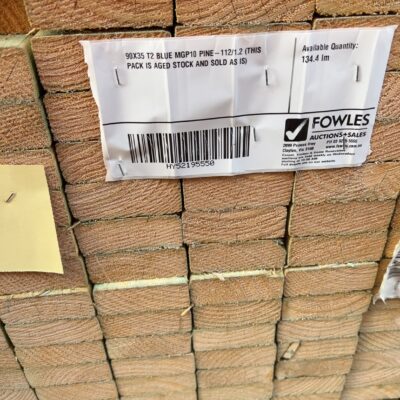 90X35 T2 BLUE MGP10 PINE-112/1.2 (THIS
PACK IS AGED STOCK AND SOLD AS IS)
Available Quantity:
134.4 lm
HY52195550
FOWLES
AUCTIONS+SALES